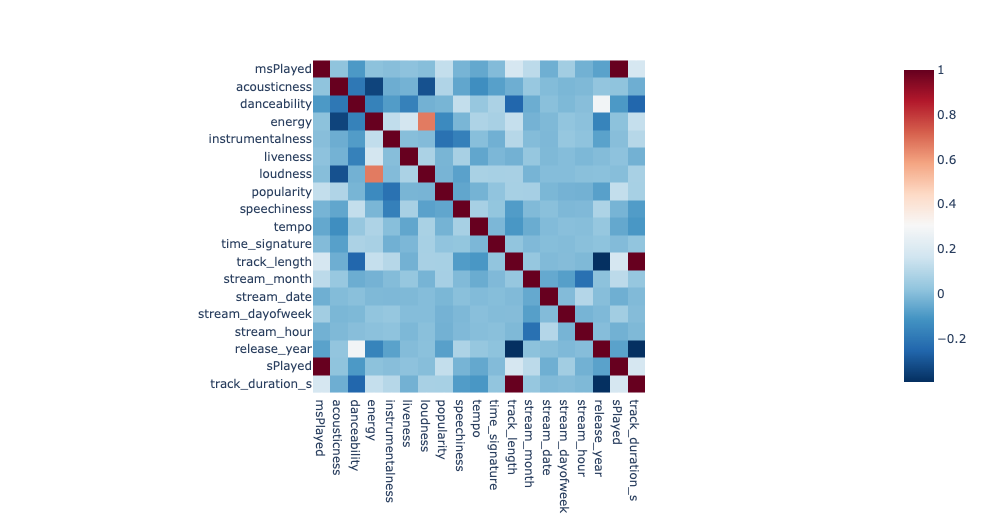 msPlayed
acousticness
danceability
energy
instrumentalness
liveness
loudness
popularity
speechiness
tempo
time_signature
track_length
stream_month
stream_date
stream_dayofweek
stream_hour
release_year
sPlayed
track_duration_s
msPlayed
acousticness
danceability
energy
instrumentalness
liveness
loudness
popularity
speechiness
tempo
time_signature
track_length
stream_month
stream_date
stream_dayofweek
stream_hour
release_year
sPlayed
track_duration_s
1
0.8
0.6
0.4
0.2
0
−0.2